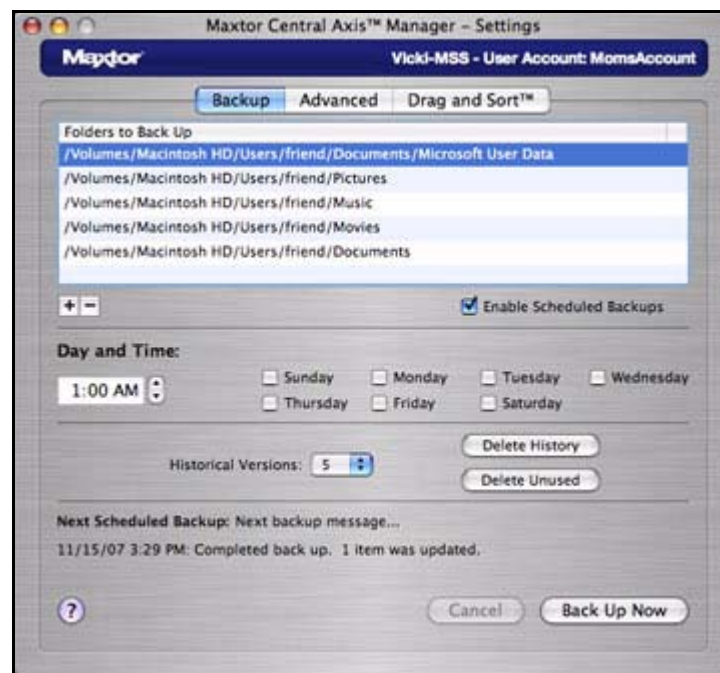 Maxtor Central Axis™ Manager – Settings
Maxtor
Vicki-MSS - User Account: MomsAccount
Backup Advanced Drag and Sort™
Folders to Back Up
/Volumes/Macintosh HD/Users/friend/Documents/Microsoft User Data
/Volumes/Macintosh HD/Users/friend/Pictures
/Volumes/Macintosh HD/Users/friend/Music
/Volumes/Macintosh HD/Users/friend/Movies
/Volumes/Macintosh HD/Users/friend/Documents
+ − Enable Scheduled Backups
Day and Time:
1:00 AM Sunday Monday Tuesday Wednesday
Thursday Friday Saturday
Historical Versions: 5
Delete History
Delete Unused
Next Scheduled Backup: Next backup message...
11/15/07 3:29 PM: Completed back up. 1 item was updated.
? Cancel Back Up Now